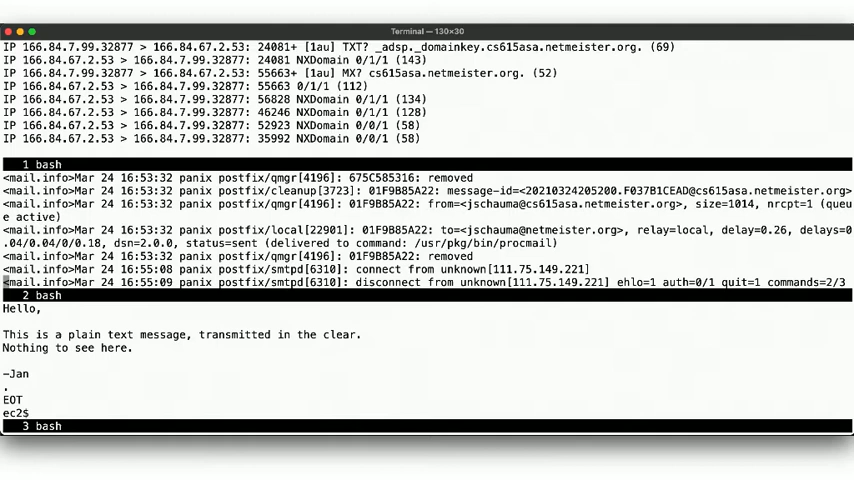 Terminal — 130×30
IP 166.84.7.99.32877 > 166.84.67.2.53: 24081+ [1au] TXT? _adsp._domainkey.cs615asa.netmeister.org. (69)
IP 166.84.67.2.53 > 166.84.7.99.32877: 24081 NXDomain 0/1/1 (143)
IP 166.84.7.99.32877 > 166.84.67.2.53: 55663+ [1au] MX? cs615asa.netmeister.org. (52)
IP 166.84.67.2.53 > 166.84.7.99.32877: 55663 0/1/1 (112)
IP 166.84.67.2.53 > 166.84.7.99.32877: 56828 NXDomain 0/1/1 (134)
IP 166.84.67.2.53 > 166.84.7.99.32877: 46246 NXDomain 0/1/1 (128)
IP 166.84.67.2.53 > 166.84.7.99.32877: 52923 NXDomain 0/0/1 (58)
IP 166.84.67.2.53 > 166.84.7.99.32877: 35992 NXDomain 0/0/1 (58)
1 bash
<mail.info>Mar 24 16:53:32 panix postfix/qmgr[4196]: 675C585316: removed
<mail.info>Mar 24 16:53:32 panix postfix/cleanup[3723]: 01F9B85A22: message-id=<20210324205200.F037B1CEAD@cs615asa.netmeister.org>
<mail.info>Mar 24 16:53:32 panix postfix/qmgr[4196]: 01F9B85A22: from=<jschauma@cs615asa.netmeister.org>, size=1014, nrcpt=1 (queu
e active)
<mail.info>Mar 24 16:53:32 panix postfix/local[22901]: 01F9B85A22: to=<jschauma@netmeister.org>, relay=local, delay=0.26, delays=0
.04/0.04/0/0.18, dsn=2.0.0, status=sent (delivered to command: /usr/pkg/bin/procmail)
<mail.info>Mar 24 16:53:32 panix postfix/qmgr[4196]: 01F9B85A22: removed
<mail.info>Mar 24 16:55:08 panix postfix/smtpd[6310]: connect from unknown[111.75.149.221]
<mail.info>Mar 24 16:55:09 panix postfix/smtpd[6310]: disconnect from unknown[111.75.149.221] ehlo=1 auth=0/1 quit=1 commands=2/3
2 bash
Hello,
This is a plain text message, transmitted in the clear.
Nothing to see here.
-Jan
.
EOT
ec2$
3 bash